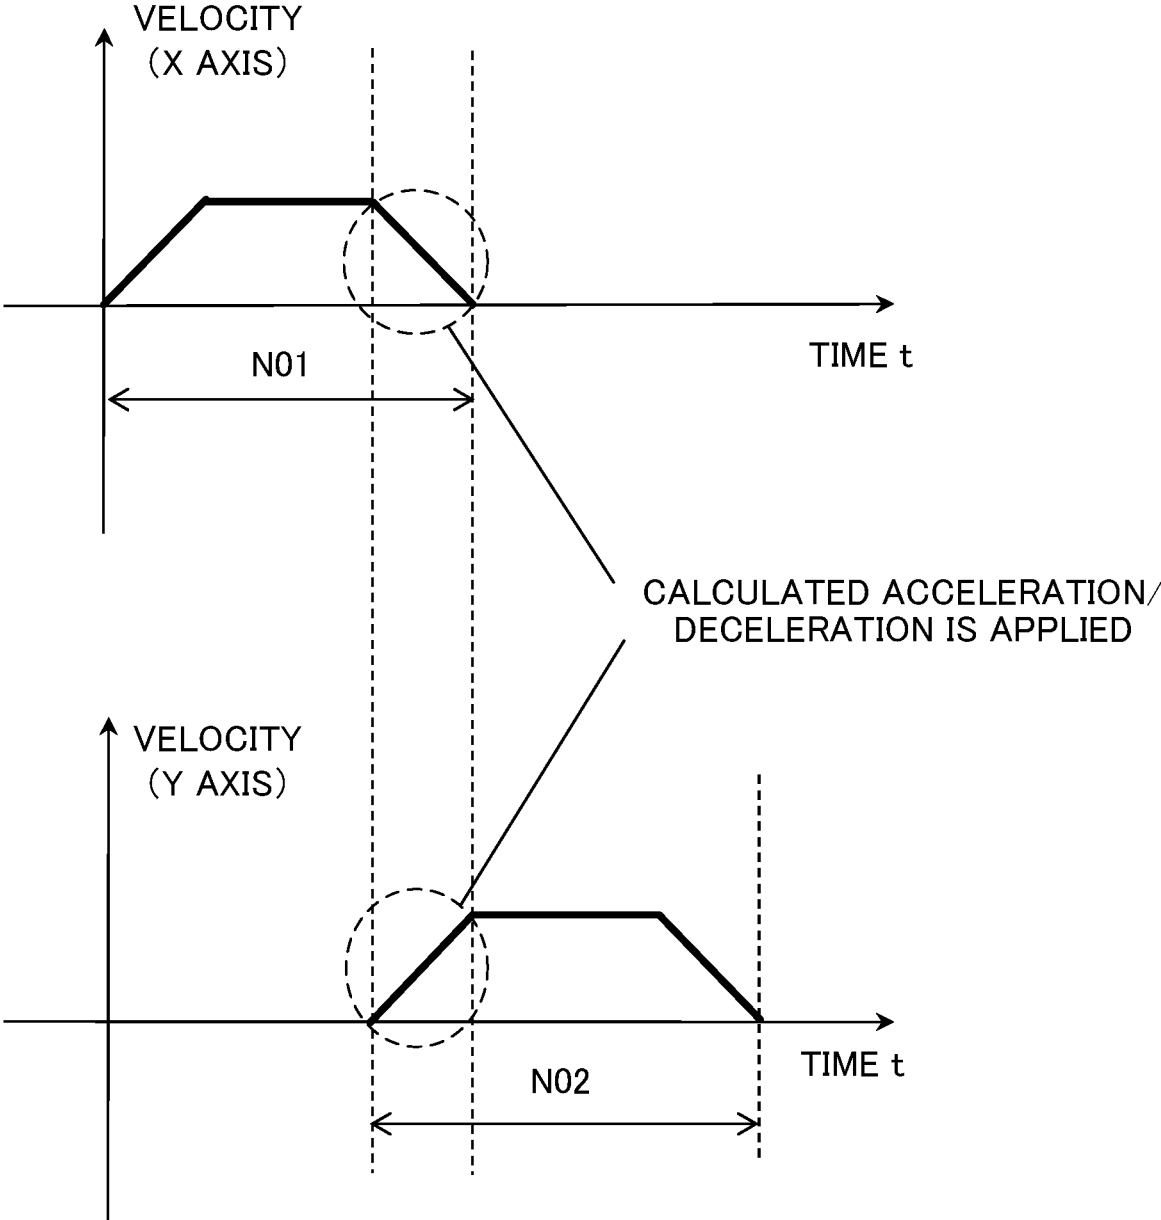 VELOCITY
(X AXIS)
TIME t
N01
CALCULATED ACCELERATION/
DECELERATION IS APPLIED
VELOCITY
(Y AXIS)
TIME t
N02